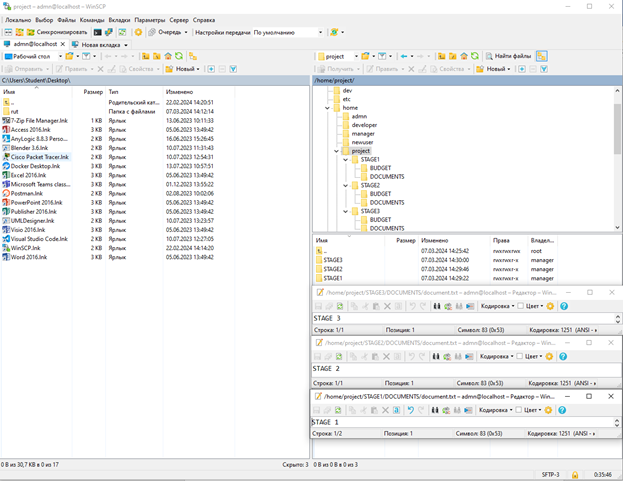 project – admn@localhost – WinSCP
Локально Выбор Файлы Команды Вкладки Параметры Сервер Справка
Синхронизировать Очередь Настройки передачи По умолчанию
admn@localhost × Новая вкладка
Рабочий стол
Отправить Править Свойства Новый
C:\Users\Student\Desktop\
Имя Размер Тип Изменено
.. Родительский кат... 22.02.2024 14:20:51
rut Папка с файлами 07.03.2024 14:12:14
7-Zip File Manager.lnk 1 KB Ярлык 13.06.2023 10:11:33
Access 2016.lnk 3 KB Ярлык 05.06.2023 13:49:42
AnyLogic 8.8.3 Perso... 2 KB Ярлык 16.06.2023 15:26:45
Blender 3.6.lnk 2 KB Ярлык 10.07.2023 11:31:43
Cisco Packet Tracer.lnk 2 KB Ярлык 10.07.2023 12:54:31
Docker Desktop.lnk 3 KB Ярлык 13.07.2023 10:57:51
Excel 2016.lnk 3 KB Ярлык 05.06.2023 13:49:42
Microsoft Teams class... 3 KB Ярлык 01.12.2023 13:55:22
Postman.lnk 3 KB Ярлык 02.08.2023 10:02:06
PowerPoint 2016.lnk 3 KB Ярлык 05.06.2023 13:49:42
Publisher 2016.lnk 3 KB Ярлык 05.06.2023 13:49:42
UMLDesigner.lnk 1 KB Ярлык 10.07.2023 13:23:57
Visio 2016.lnk 3 KB Ярлык 05.06.2023 13:49:42
Visual Studio Code.lnk 2 KB Ярлык 10.07.2023 12:27:05
WinSCP.lnk 2 KB Ярлык 22.02.2024 14:14:20
Word 2016.lnk 3 KB Ярлык 05.06.2023 13:49:42
0 B из 30,7 KB в 0 из 17 Скрыто: 3
project Найти файлы
Получить Править Свойства Новый
/home/project/
dev
etc
home
admn
developer
manager
newuser
project
STAGE1
BUDGET
DOCUMENTS
STAGE2
BUDGET
DOCUMENTS
STAGE3
BUDGET
DOCUMENTS
Имя Размер Изменено Права Владел...
.. 07.03.2024 14:25:42 rwxrwxrwx root
STAGE3 07.03.2024 14:30:00 rwxrwxr-x manager
STAGE2 07.03.2024 14:29:46 rwxrwxr-x manager
STAGE1 07.03.2024 14:29:22 rwxrwxr-x manager
/home/project/STAGE3/DOCUMENTS/document.txt – admn@localhost – Редактор – Wi...
Кодировка Цвет
STAGE 3
Строка: 1/1 Позиция: 1 Символ: 83 (0x53) Кодировка: 1251 (ANSI -
/home/project/STAGE2/DOCUMENTS/document.txt – admn@localhost – Редактор – Wi...
Кодировка Цвет
STAGE 2
Строка: 1/1 Позиция: 1 Символ: 83 (0x53) Кодировка: 1251 (ANSI -
/home/project/STAGE1/DOCUMENTS/document.txt – admn@localhost – Редактор – Wi...
Кодировка Цвет
STAGE 1
Строка: 1/2 Позиция: 1 Символ: 83 (0x53) Кодировка: 1251 (ANSI -
0 B из 0 B в 0 из 3
SFTP-3 0:35:46